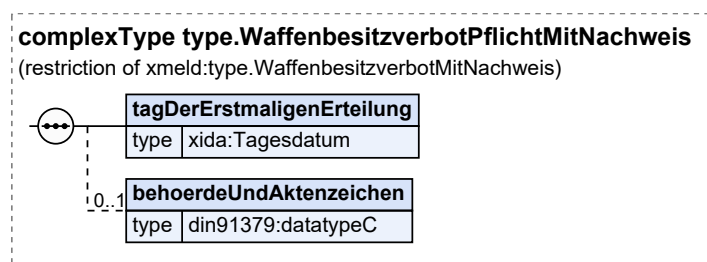 complexType type.WaffenbesitzverbotPflichtMitNachweis
(restriction of xmeld:type.WaffenbesitzverbotMitNachweis)
tagDerErstmaligenErteilung
type xida:Tagesdatum
0..1 behoerdeUndAktenzeichen
type din91379:datatypeC